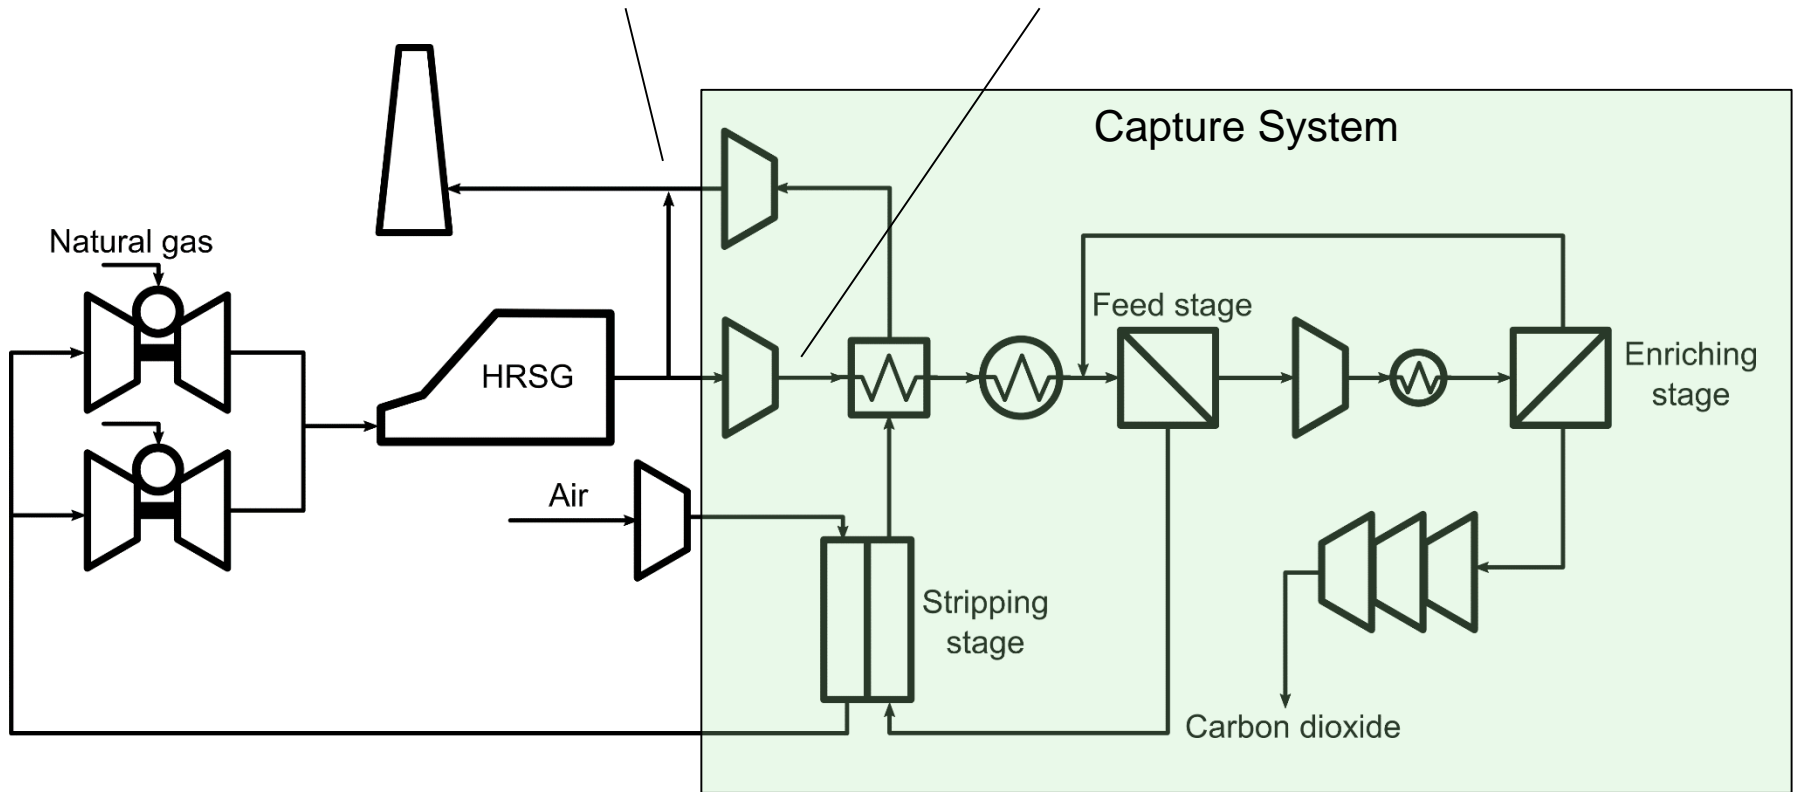 Capture System
Natural gas
Feed stage
HRSG
Enriching
stage
Air
Stripping
stage
Carbon dioxide